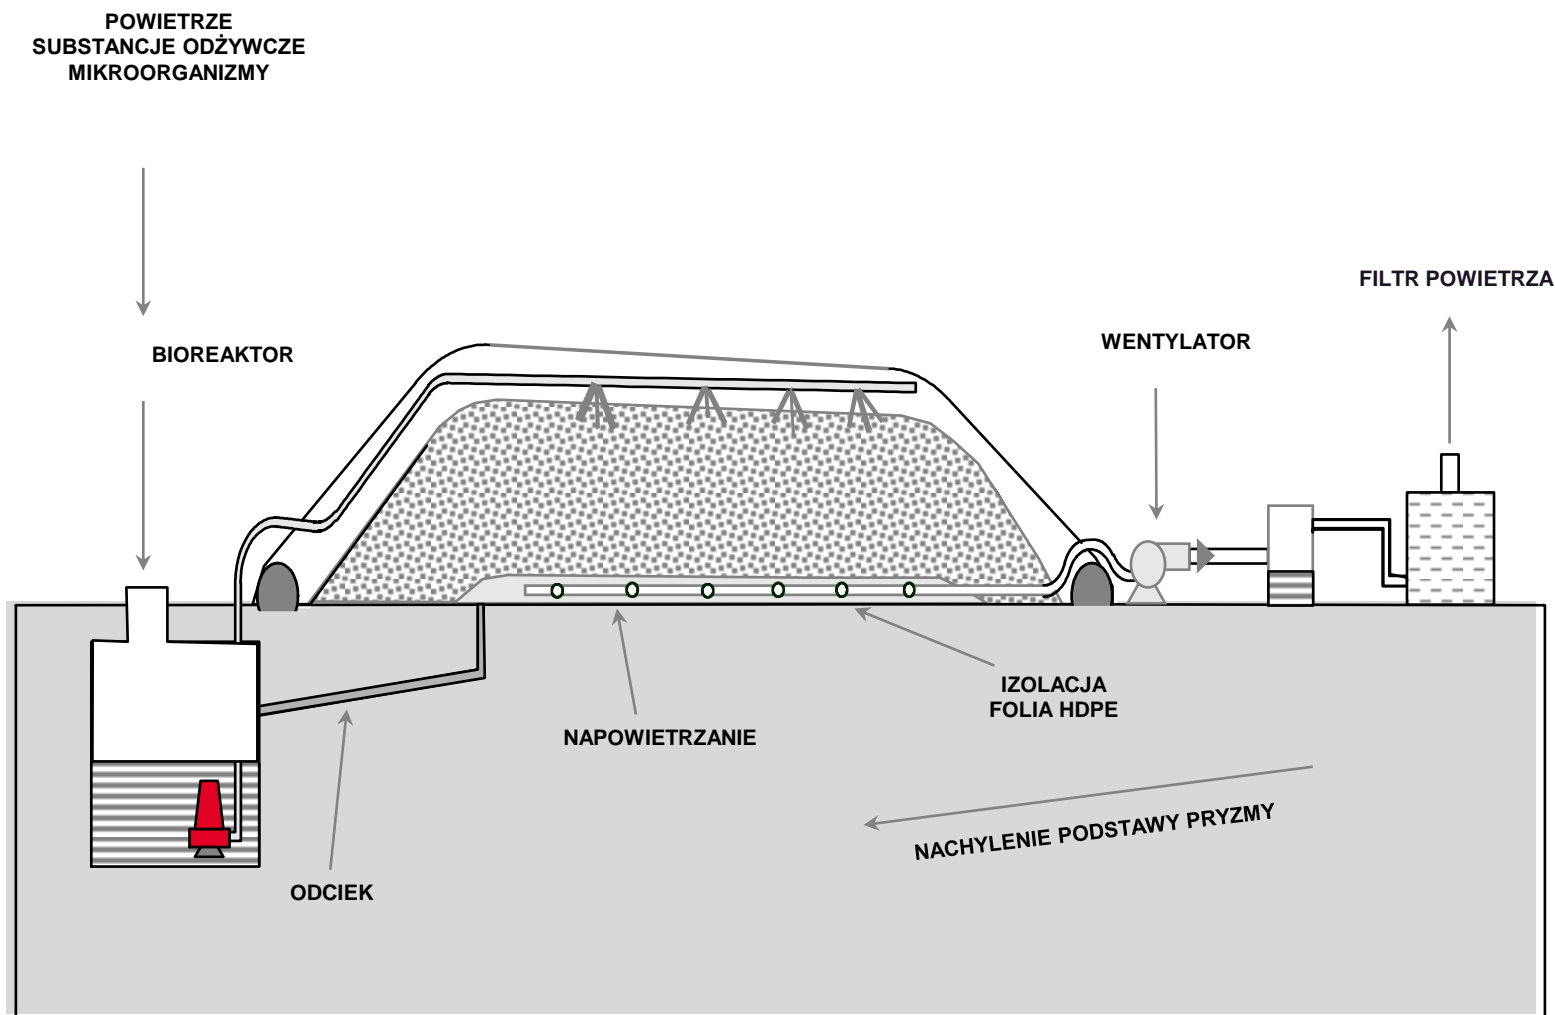 POWIETRZE
SUBSTANCJE ODŻYWCZE
MIKROORGANIZMY
FILTR POWIETRZA
WENTYLATOR
BIOREAKTOR
IZOLACJA
FOLIA HDPE
NAPOWIETRZANIE
NACHYLENIE PODSTAWY PRYZMY
ODCIEK